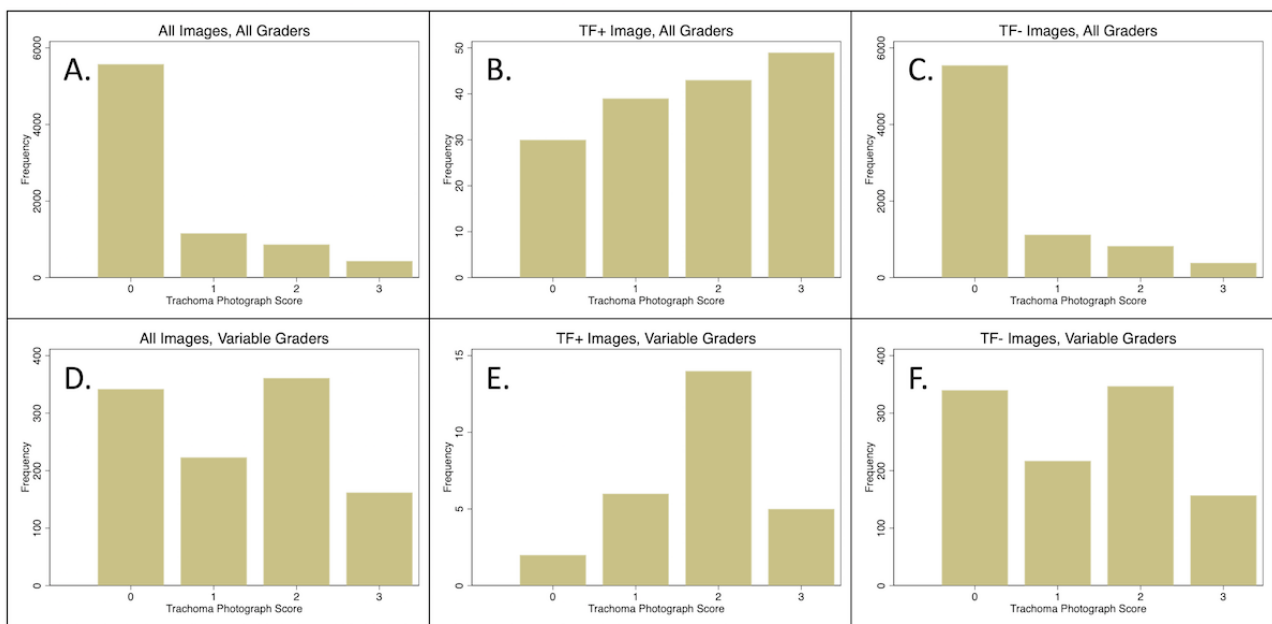 All Images, All Graders
A.
Frequency
6000
4000
2000
0
0 1 2 3
Trachoma Photograph Score
TF+ Image, All Graders
B.
Frequency
50
40
30
20
10
0
0 1 2 3
Trachoma Photograph Score
TF- Images, All Graders
C.
Frequency
6000
4000
2000
0
0 1 2 3
Trachoma Photograph Score
All Images, Variable Graders
D.
Frequency
400
300
200
100
0
0 1 2 3
Trachoma Photograph Score
TF+ Images, Variable Graders
E.
Frequency
15
10
5
0
0 1 2 3
Trachoma Photograph Score
TF- Images, Variable Graders
F.
Frequency
400
300
200
100
0
0 1 2 3
Trachoma Photograph Score